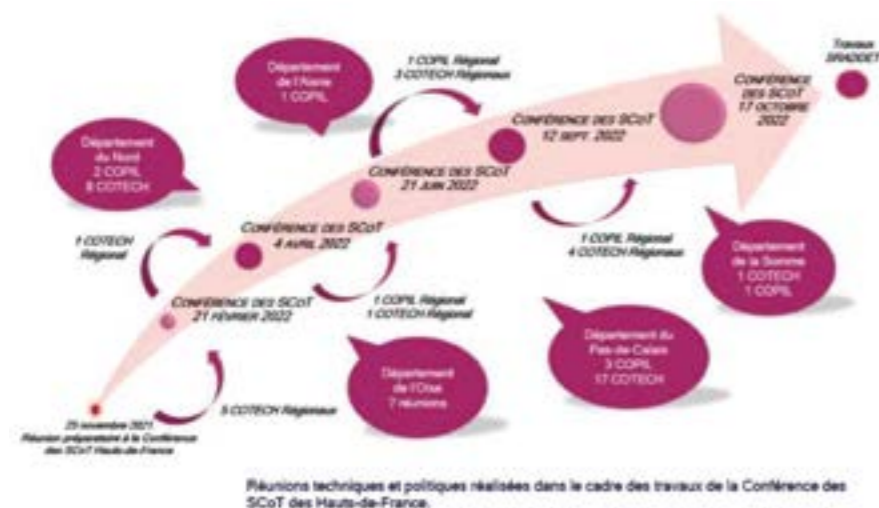 Département
de l'Aisne
1 COPIL
1 COPIL Régional
3 COTECH Régionaux
Travaux
SRADDET
CONFÉRENCE
DES SCoT
17 OCTOBRE
2022
Département
du Nord
2 COPIL
8 COTECH
CONFÉRENCE DES SCoT
12 SEPT. 2022
CONFÉRENCE DES SCoT
21 JUIN 2022
1 COTECH
Régional
CONFÉRENCE DES SCoT
4 AVRIL 2022
1 COPIL Régional
4 COTECH Régionaux
Département
de la Somme
1 COTECH
1 COPIL
CONFÉRENCE DES SCoT
21 FÉVRIER 2022
1 COPIL Régional
1 COTECH Régional
Département
de l'Oise
7 réunions
Département du
Pas-de-Calais
3 COPIL
17 COTECH
5 COTECH Régionaux
novembre 2021
Réunion préparatoire à la Conférence
des SCoT Hauts-de-France
Réunions techniques et politiques réalisées dans le cadre des travaux de la Conférence des
SCoT des Hauts-de-France.